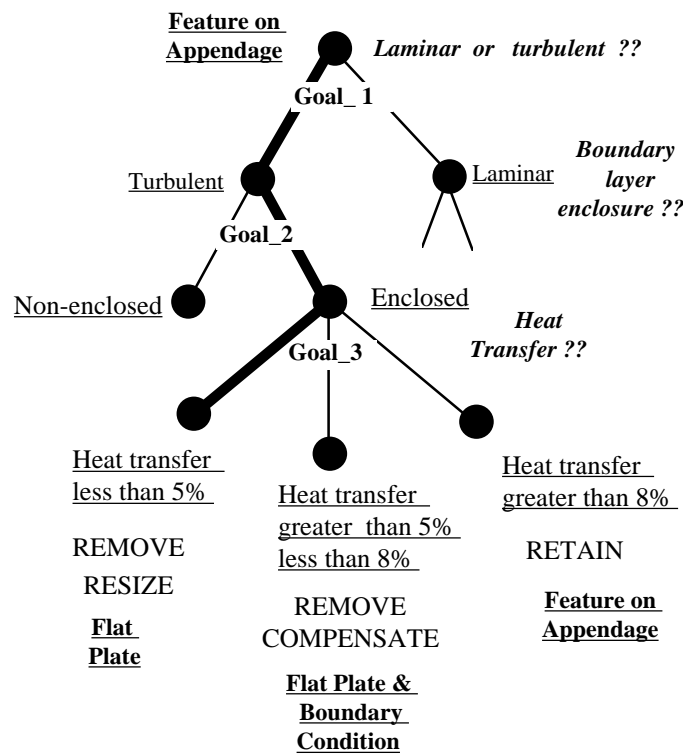 Feature on
Appendage
Laminar or turbulent ??
Goal_ 1
Turbulent
Laminar
Boundary
layer
enclosure ??
Goal_2
Non-enclosed
Enclosed
Heat
Transfer ??
Goal_3
Heat transfer
less than 5%
REMOVE
RESIZE
Flat
Plate
Heat transfer
greater than 5%
less than 8%
REMOVE
COMPENSATE
Flat Plate &
Boundary
Condition
Heat transfer
greater than 8%
RETAIN
Feature on
Appendage